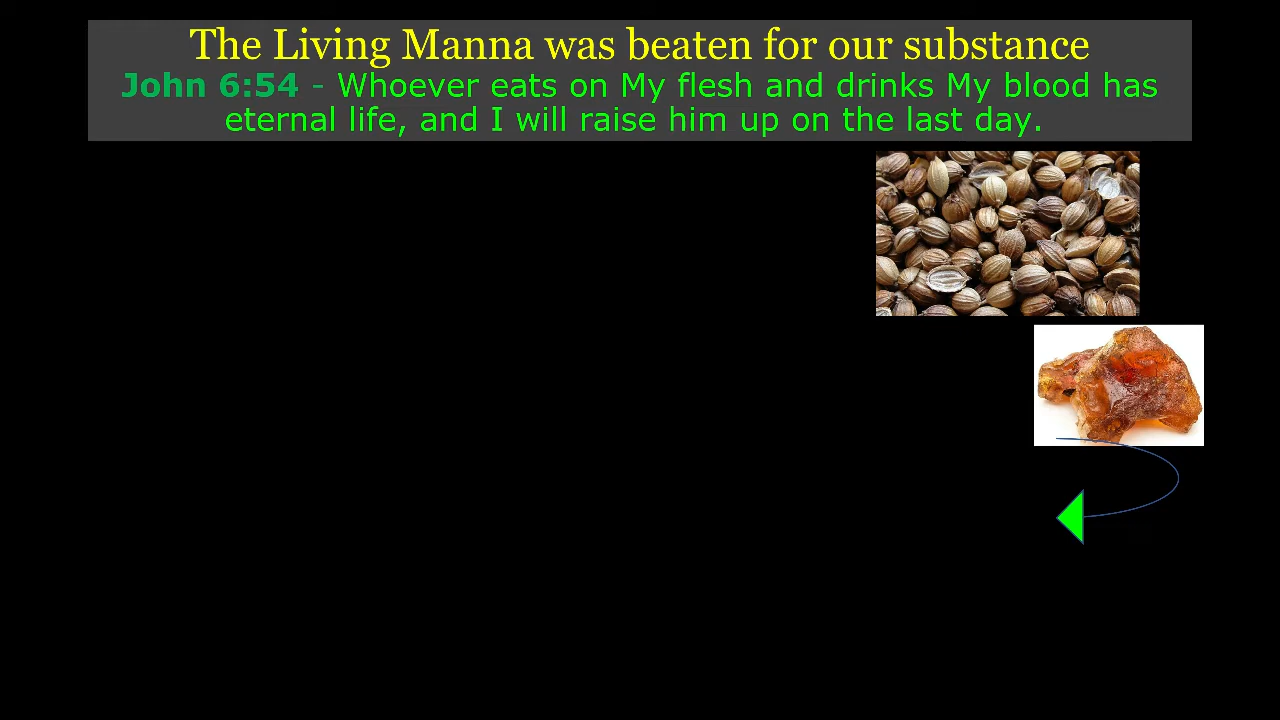 The Living Manna was beaten for our substance
John 6:54 - Whoever eats on My flesh and drinks My blood has
eternal life, and I will raise him up on the last day.